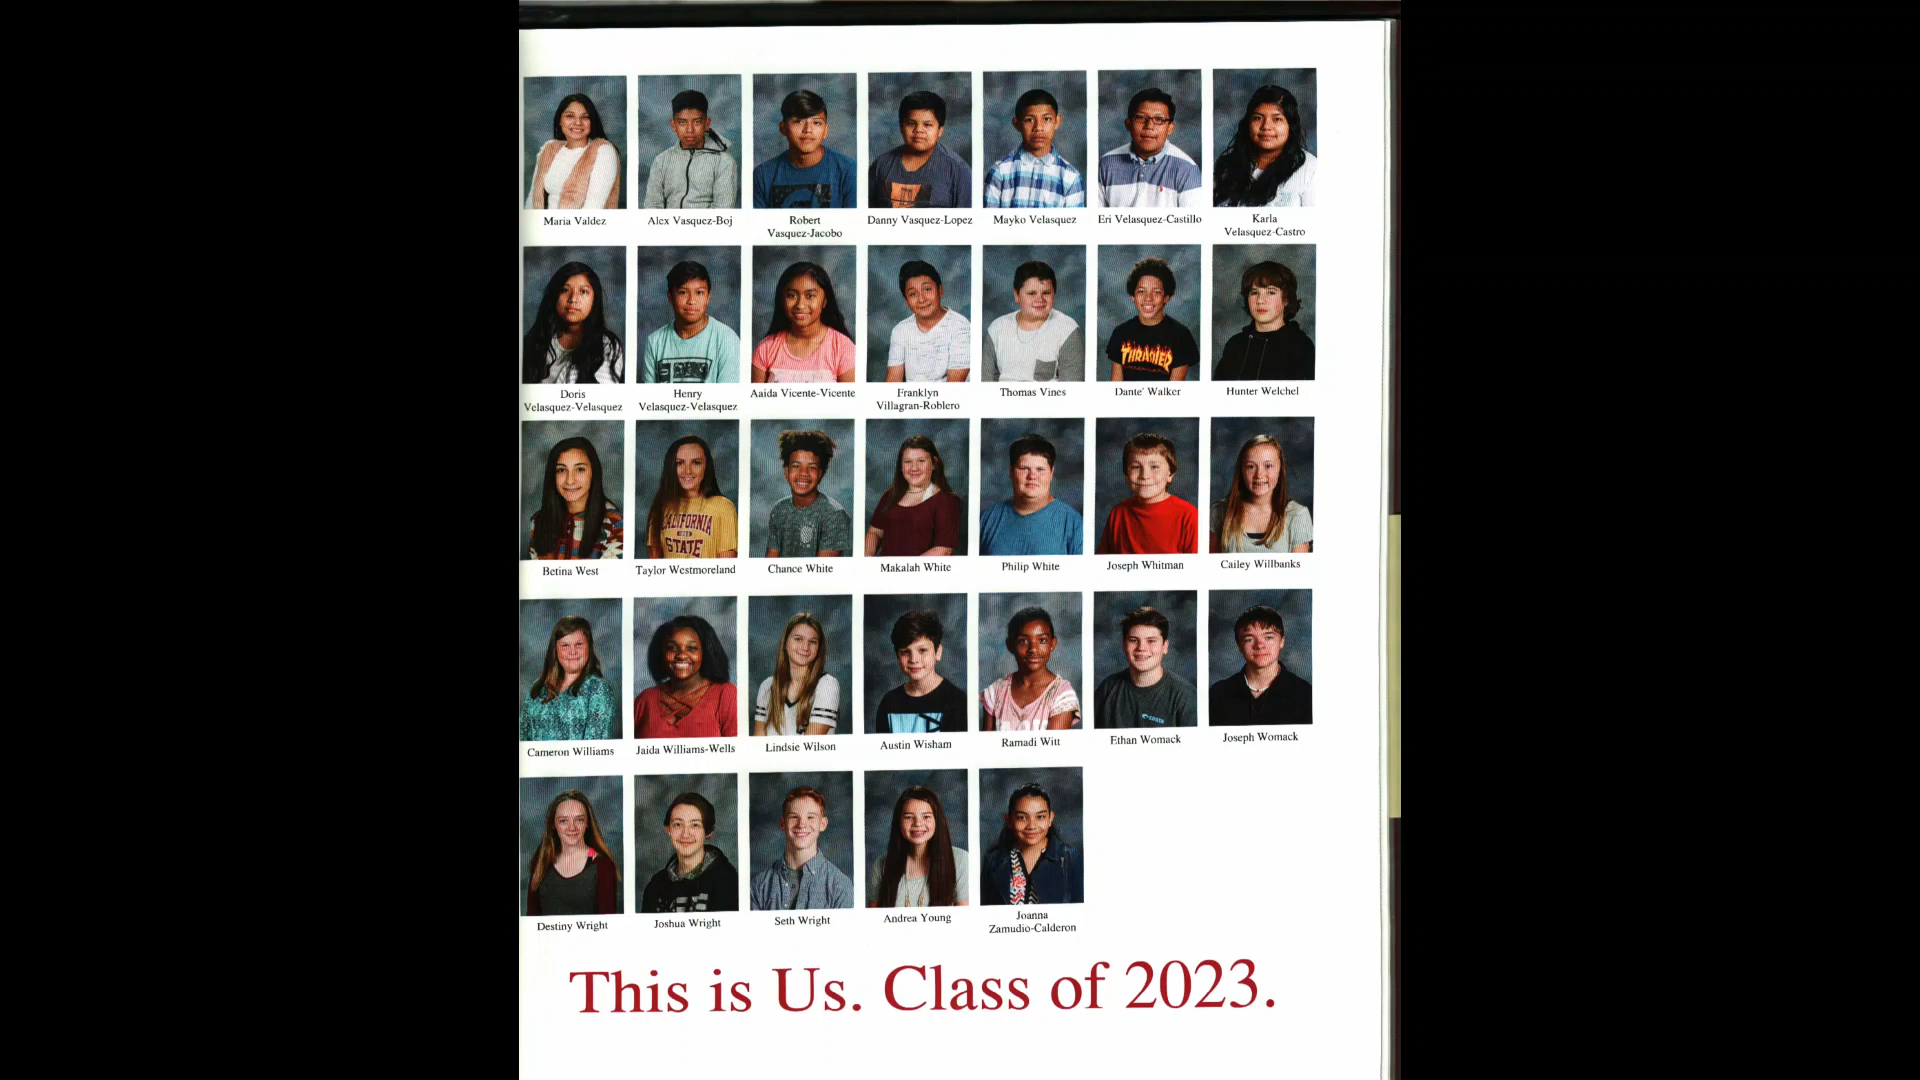 Maria Valdez
Alex Vasquez-Boj
Robert
Vasquez-Jacobo
Danny Vasquez-Lopez
Mayko Velasquez
Eri Velasquez-Castillo
Karla
Velasquez-Castro
Doris
Velasquez-Velasquez
Henry
Velasquez-Velasquez
Aaida Vicente-Vicente
Franklyn
Villagran-Roblero
Thomas Vines
THRASHER
Dante' Walker
Hunter Welchel
Betina West
CALIFORNIA
STATE
Taylor Westmoreland
Chance White
Makalah White
Philip White
Joseph Whitman
Cailey Willbanks
Cameron Williams
Jaida Williams-Wells
Lindsie Wilson
Austin Wisham
Ramadi Witt
Ethan Womack
Joseph Womack
Destiny Wright
Joshua Wright
Seth Wright
Andrea Young
Joanna
Zamudio-Calderon
This is Us. Class of 2023.